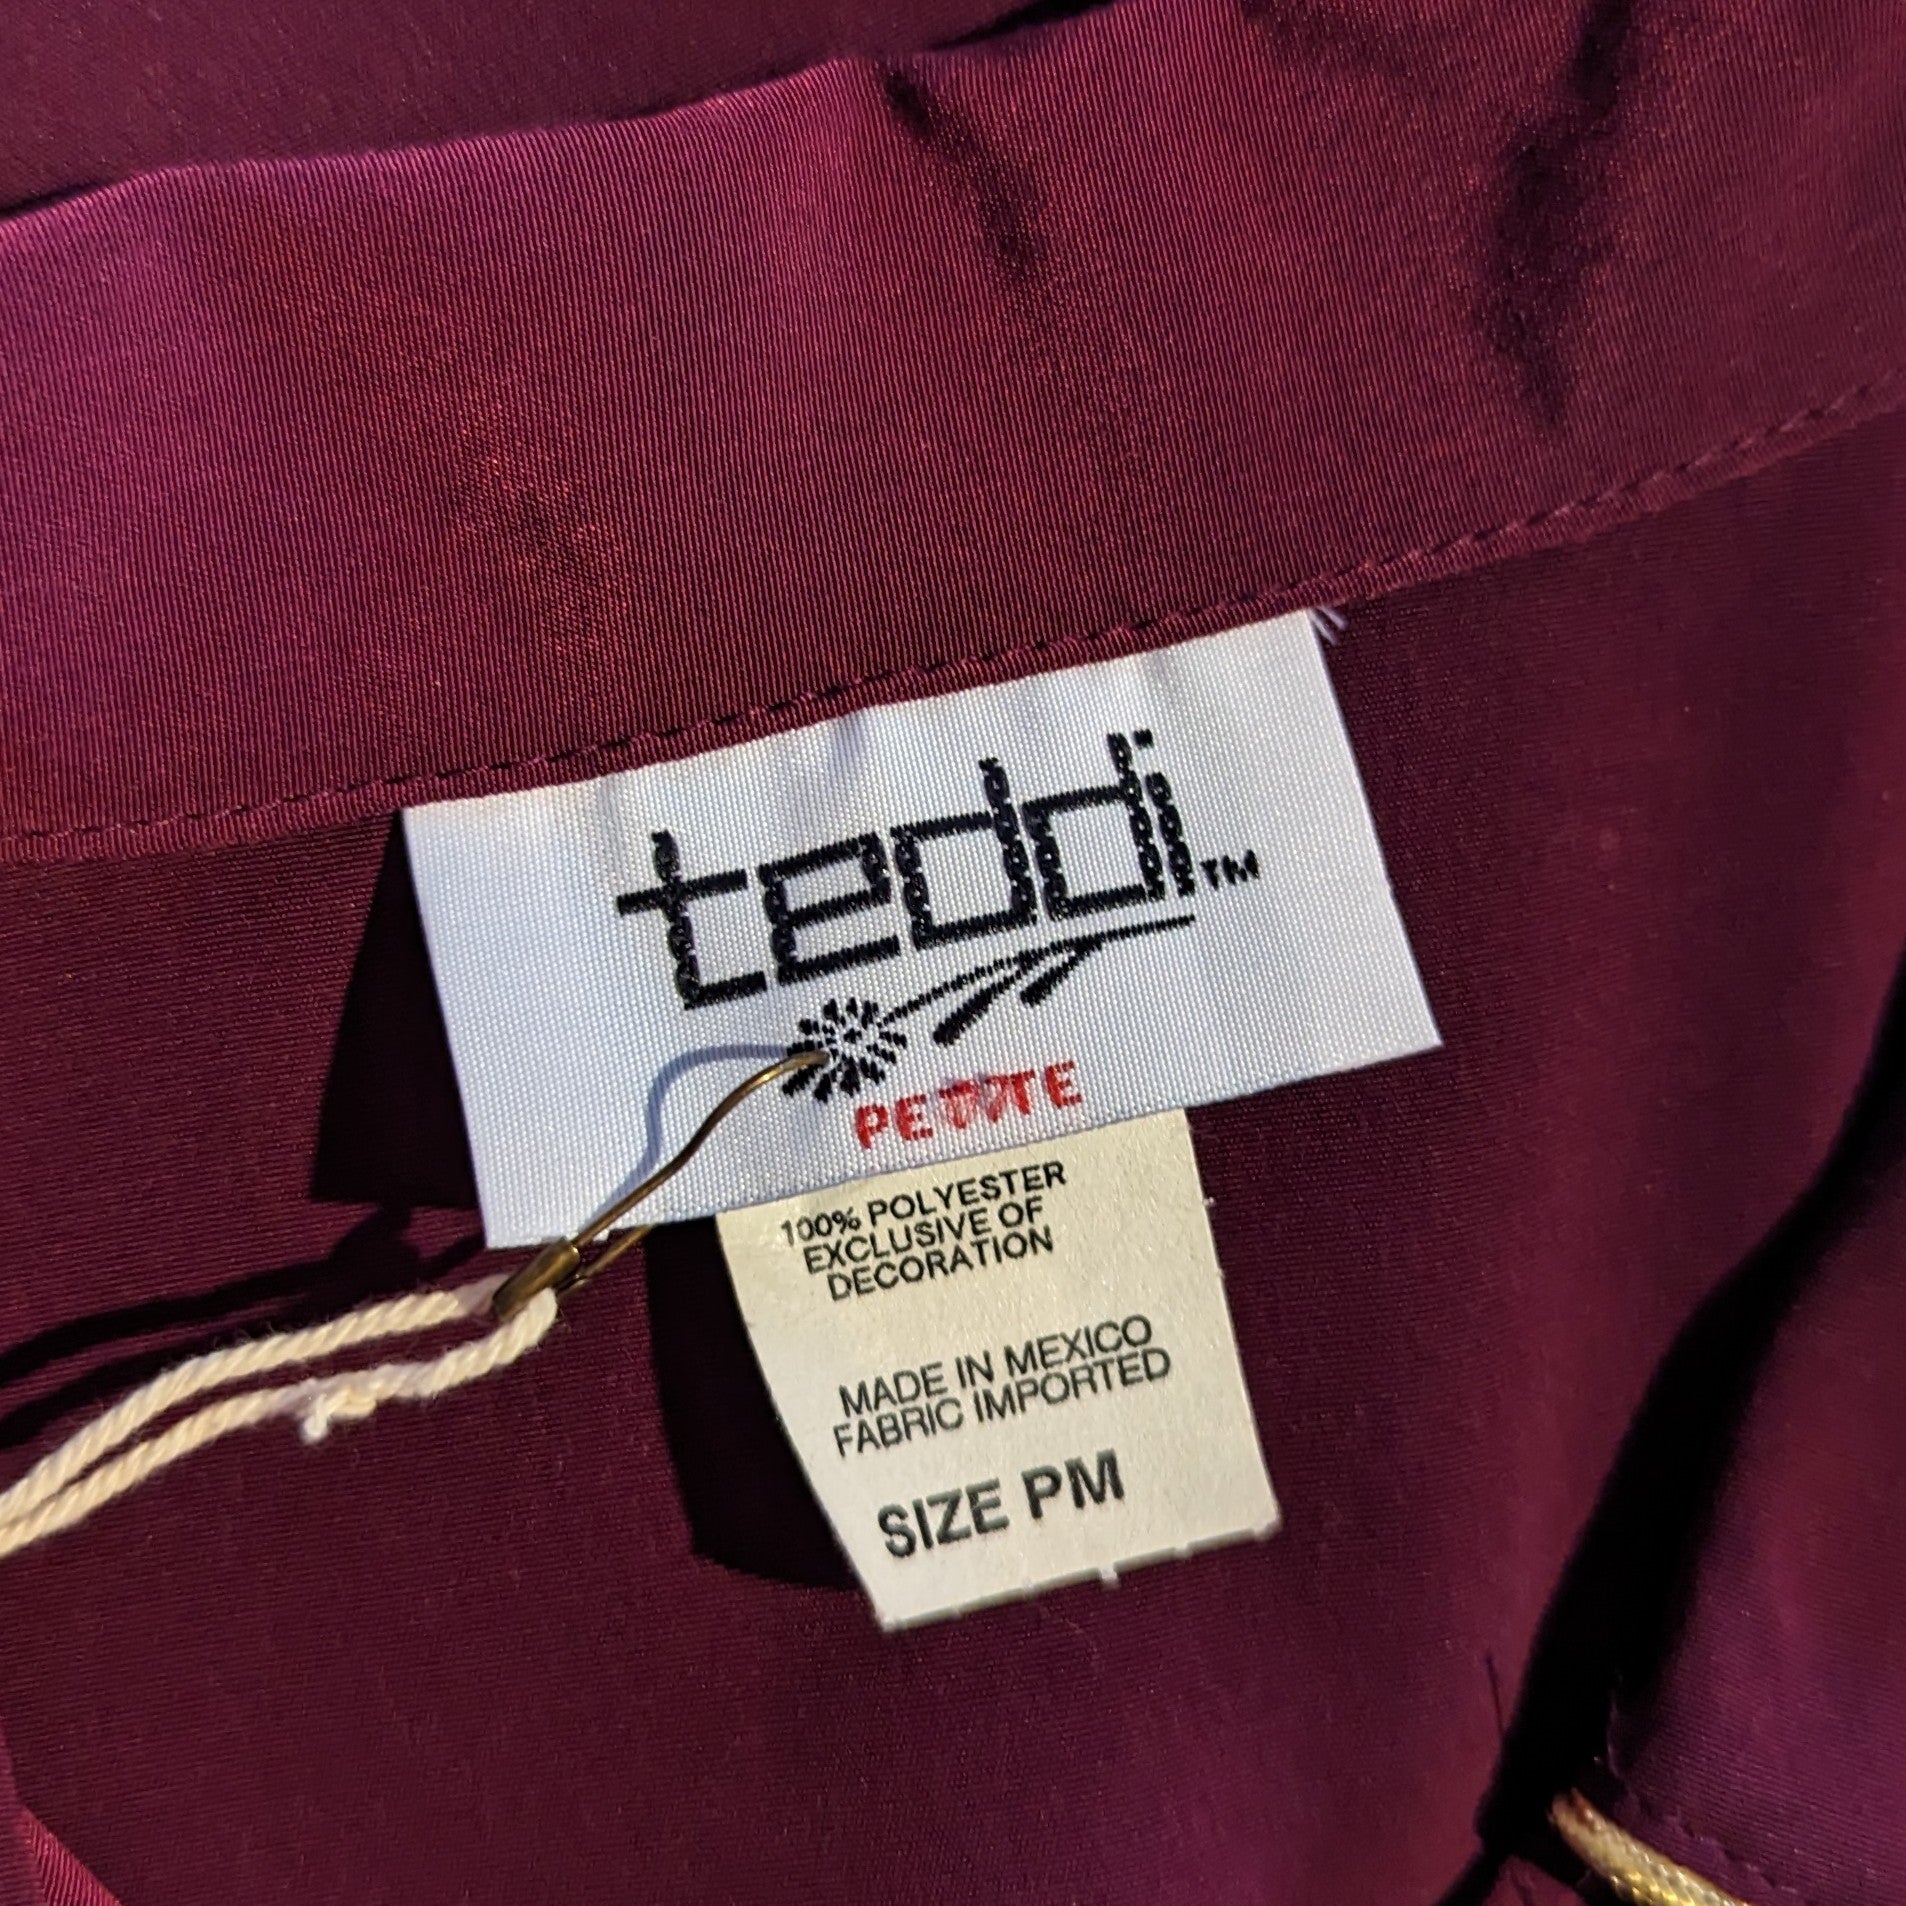 teddi™
PETITE
100% POLYESTER
EXCLUSIVE OF
DECORATION
MADE IN MEXICO
FABRIC IMPORTED
SIZE PM